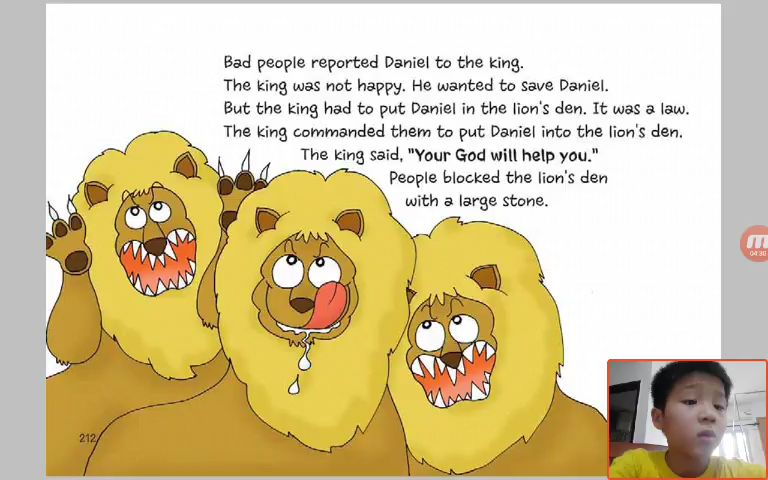 Bad people reported Daniel to the king.
The king was not happy. He wanted to save Daniel.
But the king had to put Daniel in the lion's den. It was a law.
The king commanded them to put Daniel into the lion's den.
The king said, "Your God will help you."
People blocked the lion's den
with a large stone.
04:30
212